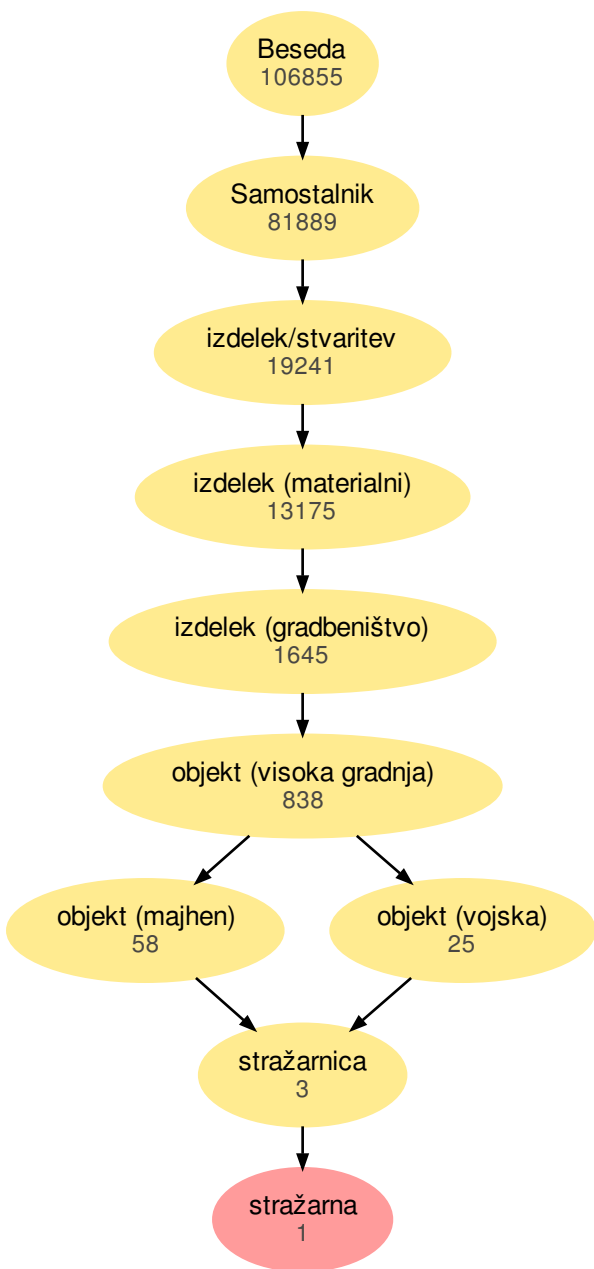 Beseda
106855
Samostalnik
81889
izdelek/stvaritev
19241
izdelek (materialni)
13175
izdelek (gradbeništvo)
1645
objekt (visoka gradnja)
838
objekt (majhen)
58
objekt (vojska)
25
stražarnica
3
stražarna
1